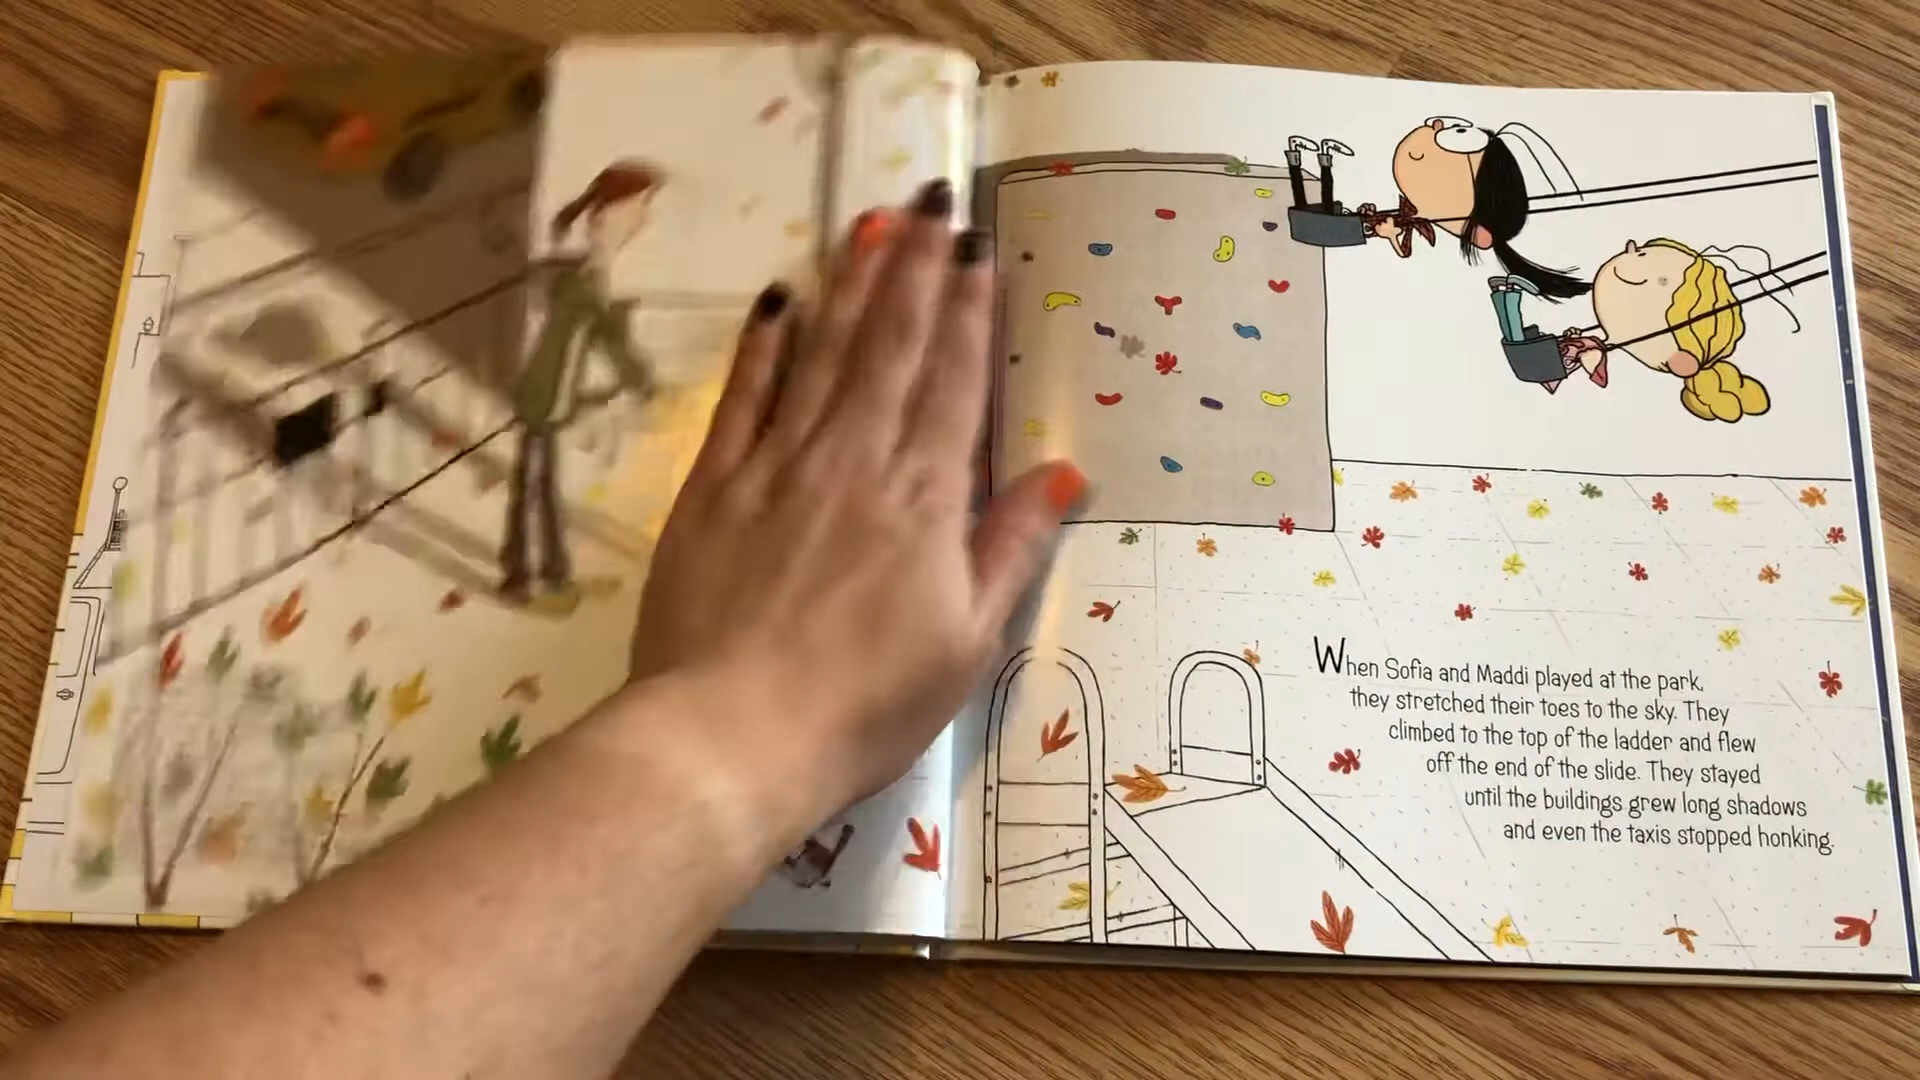 When Sofia and Maddi played at the park,
they stretched their toes to the sky. They
climbed to the top of the ladder and flew
off the end of the slide. They stayed
until the buildings grew long shadows
and even the taxis stopped honking.